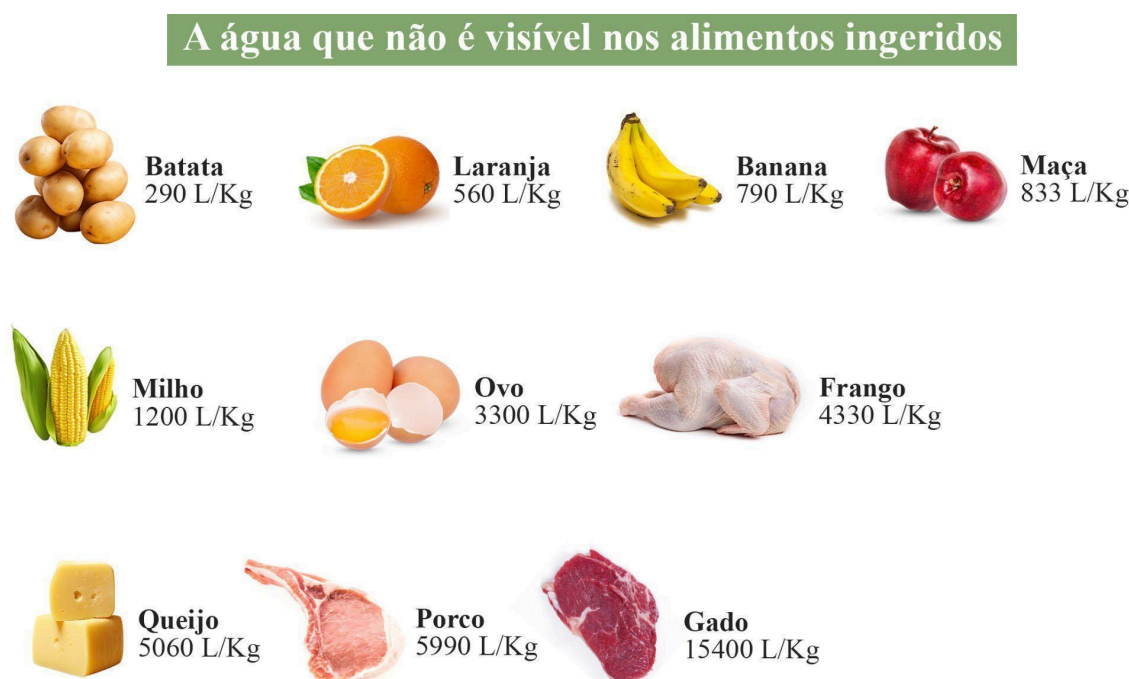 A água que não é visível nos alimentos ingeridos
Batata
290 L/Kg
Laranja
560 L/Kg
Banana
790 L/Kg
Maça
833 L/Kg
Milho
1200 L/Kg
Ovo
3300 L/Kg
Frango
4330 L/Kg
Queijo
5060 L/Kg
Porco
5990 L/Kg
Gado
15400 L/Kg